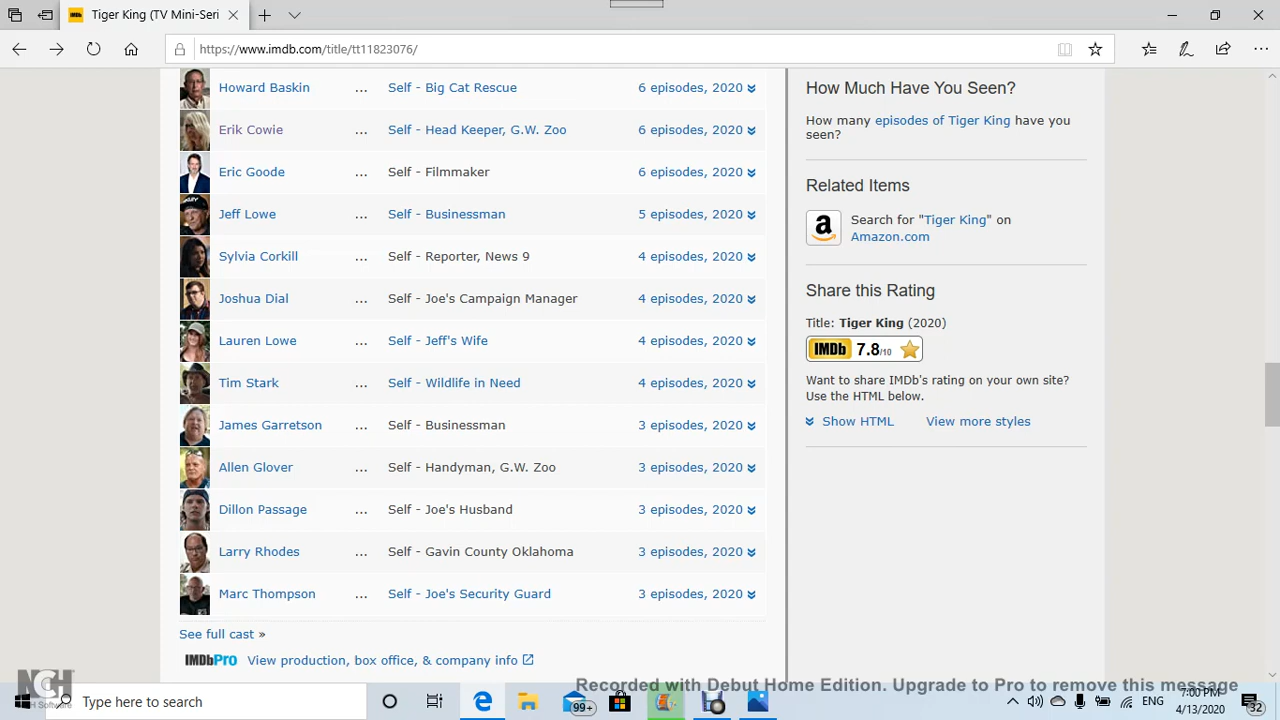 Tiger King (TV Mini-Seri
https://www.imdb.com/title/tt11823076/
Howard Baskin ... Self - Big Cat Rescue 6 episodes, 2020
Erik Cowie ... Self - Head Keeper, G.W. Zoo 6 episodes, 2020
Eric Goode ... Self - Filmmaker 6 episodes, 2020
Jeff Lowe ... Self - Businessman 5 episodes, 2020
Sylvia Corkill ... Self - Reporter, News 9 4 episodes, 2020
Joshua Dial ... Self - Joe's Campaign Manager 4 episodes, 2020
Lauren Lowe ... Self - Jeff's Wife 4 episodes, 2020
Tim Stark ... Self - Wildlife in Need 4 episodes, 2020
James Garretson ... Self - Businessman 3 episodes, 2020
Allen Glover ... Self - Handyman, G.W. Zoo 3 episodes, 2020
Dillon Passage ... Self - Joe's Husband 3 episodes, 2020
Larry Rhodes ... Self - Gavin County Oklahoma 3 episodes, 2020
Marc Thompson ... Self - Joe's Security Guard 3 episodes, 2020
See full cast »
IMDbPro View production, box office, & company info
How Much Have You Seen?
How many episodes of Tiger King have you
seen?
Related Items
Search for "Tiger King" on
Amazon.com
Share this Rating
Title: Tiger King (2020)
IMDb 7.8/10
Want to share IMDb's rating on your own site?
Use the HTML below.
Show HTML View more styles
Recorded with Debut Home Edition. Upgrade to Pro to remove this message
NCH
NCH Software
Type here to search
99+
ENG
7:00 PM
4/13/2020
32